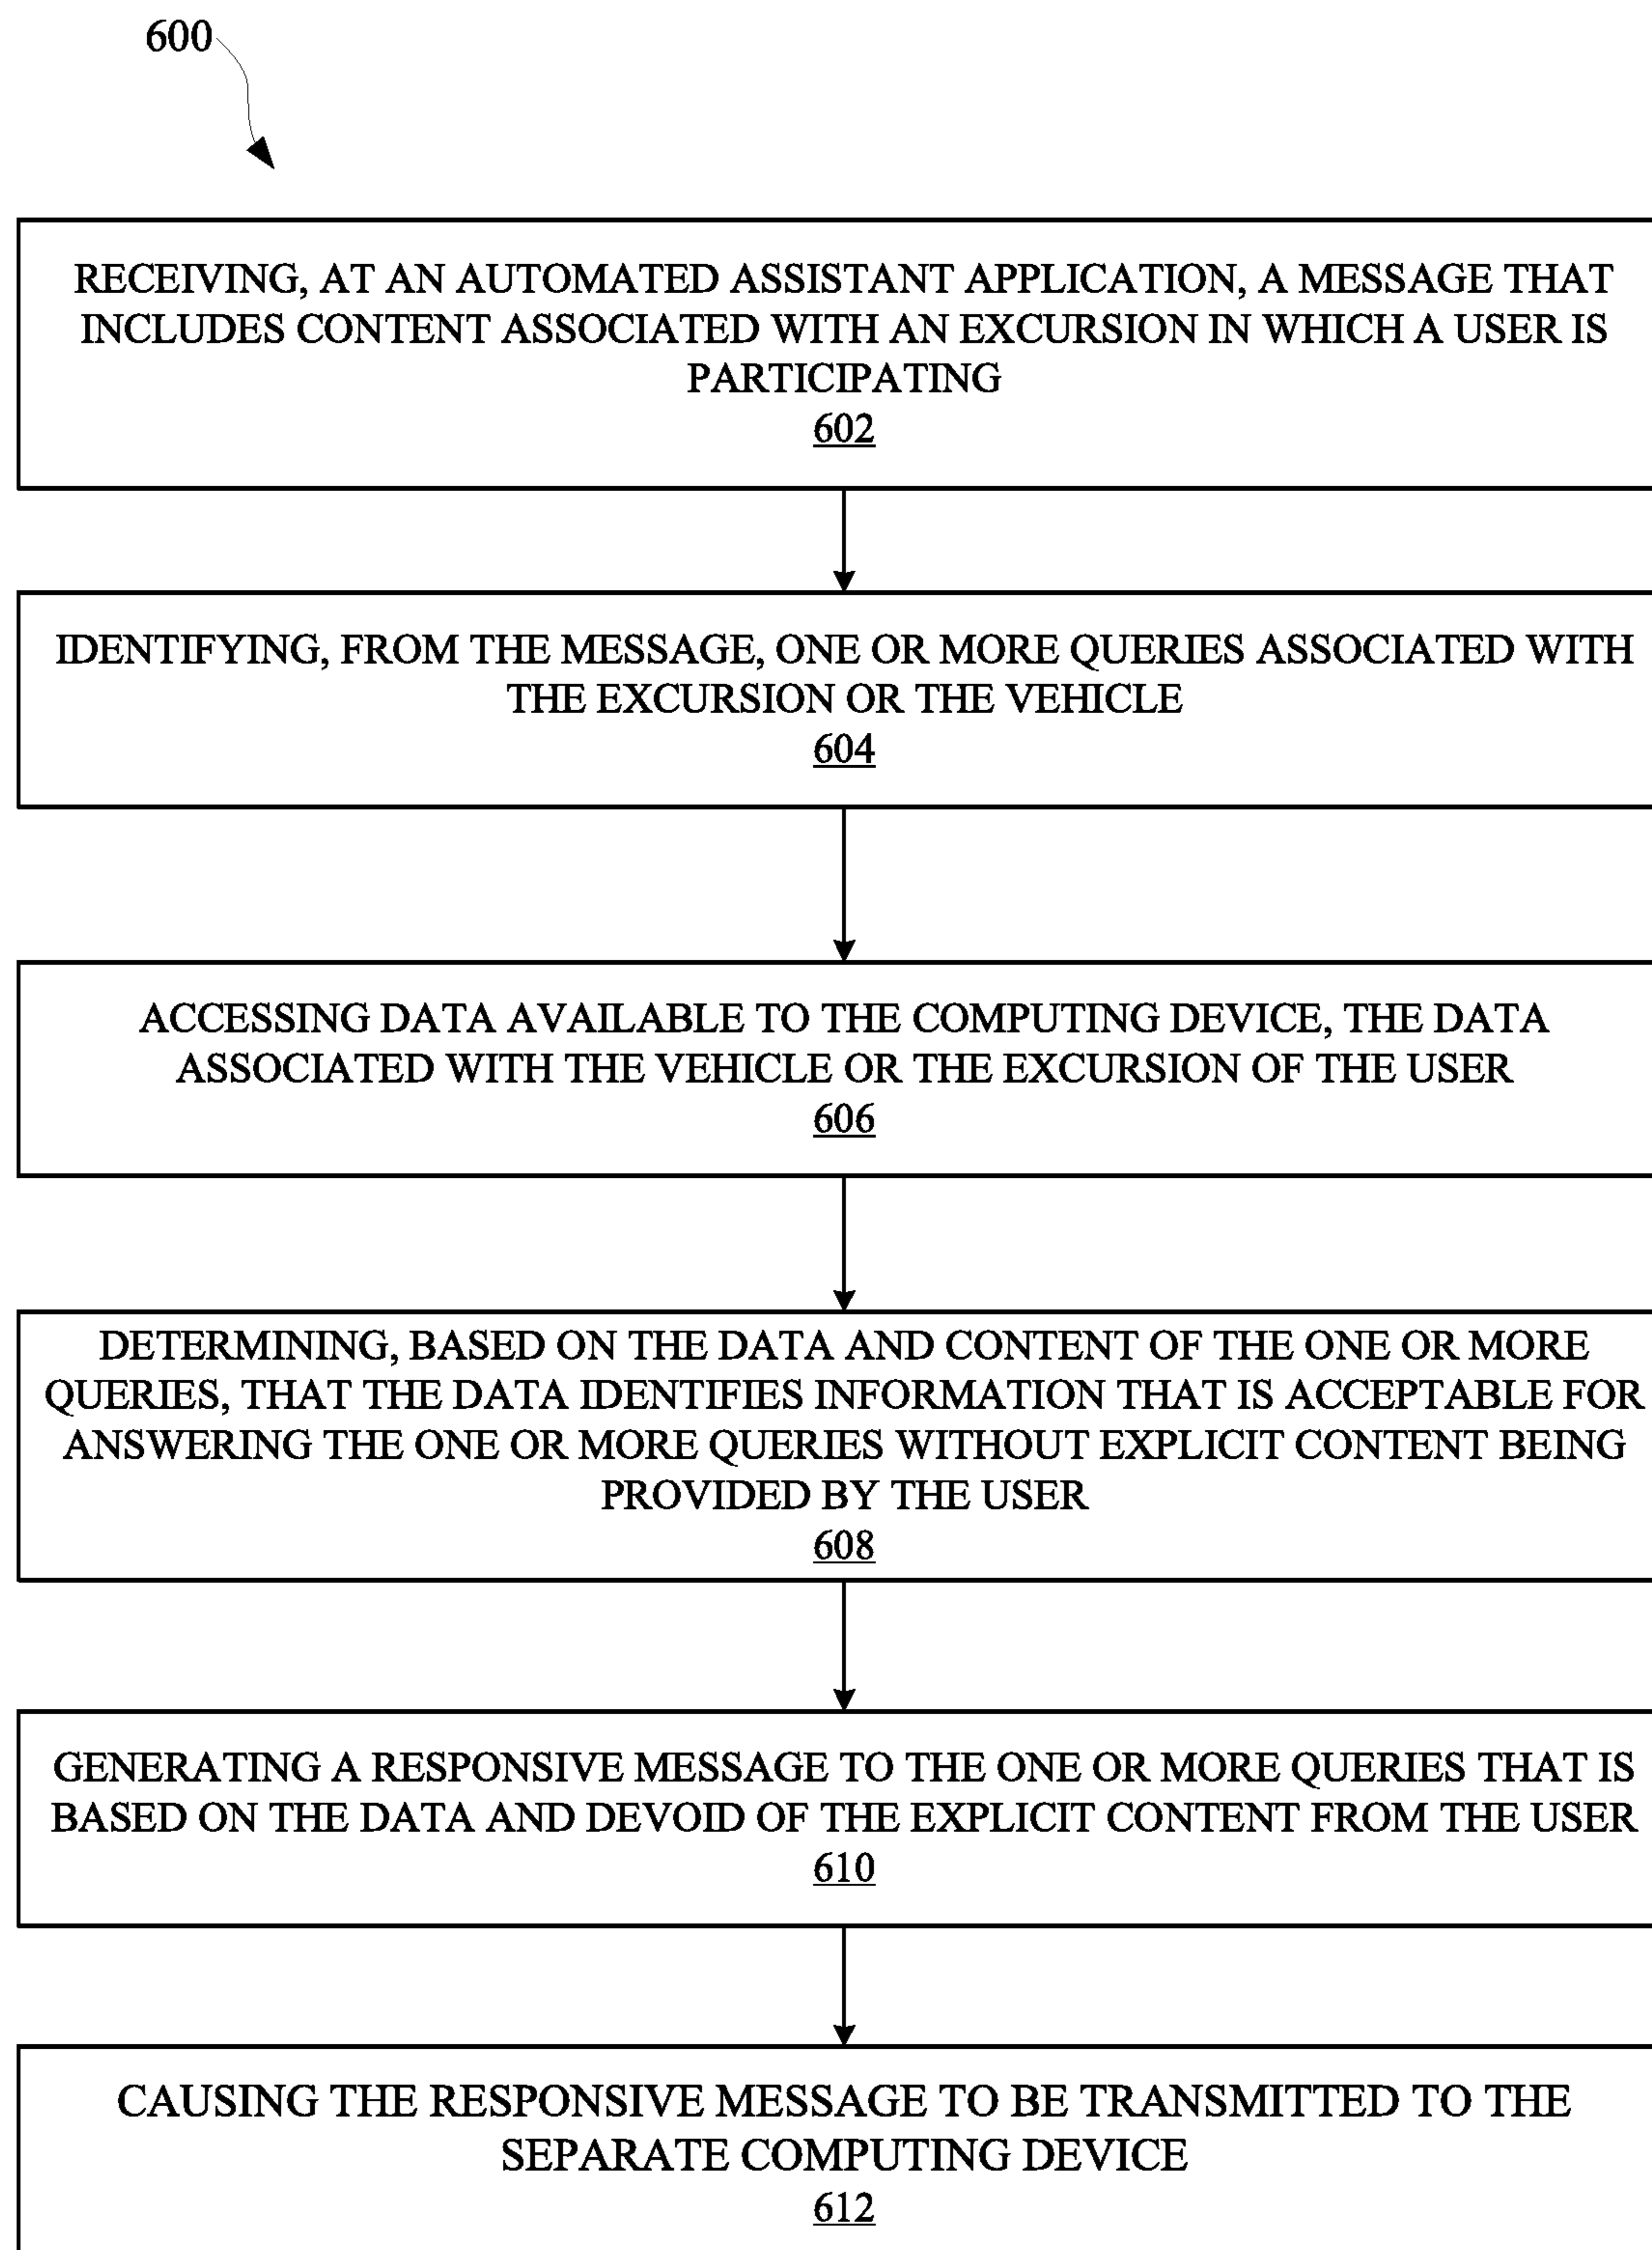 600
RECEIVING, AT AN AUTOMATED ASSISTANT APPLICATION, A MESSAGE THAT
INCLUDES CONTENT ASSOCIATED WITH AN EXCURSION IN WHICH A USER IS
PARTICIPATING
602
IDENTIFYING, FROM THE MESSAGE, ONE OR MORE QUERIES ASSOCIATED WITH
THE EXCURSION OR THE VEHICLE
604
ACCESSING DATA AVAILABLE TO THE COMPUTING DEVICE, THE DATA
ASSOCIATED WITH THE VEHICLE OR THE EXCURSION OF THE USER
606
DETERMINING, BASED ON THE DATA AND CONTENT OF THE ONE OR MORE
QUERIES, THAT THE DATA IDENTIFIES INFORMATION THAT IS ACCEPTABLE FOR
ANSWERING THE ONE OR MORE QUERIES WITHOUT EXPLICIT CONTENT BEING
PROVIDED BY THE USER
608
GENERATING A RESPONSIVE MESSAGE TO THE ONE OR MORE QUERIES THAT IS
BASED ON THE DATA AND DEVOID OF THE EXPLICIT CONTENT FROM THE USER
610
CAUSING THE RESPONSIVE MESSAGE TO BE TRANSMITTED TO THE
SEPARATE COMPUTING DEVICE
612